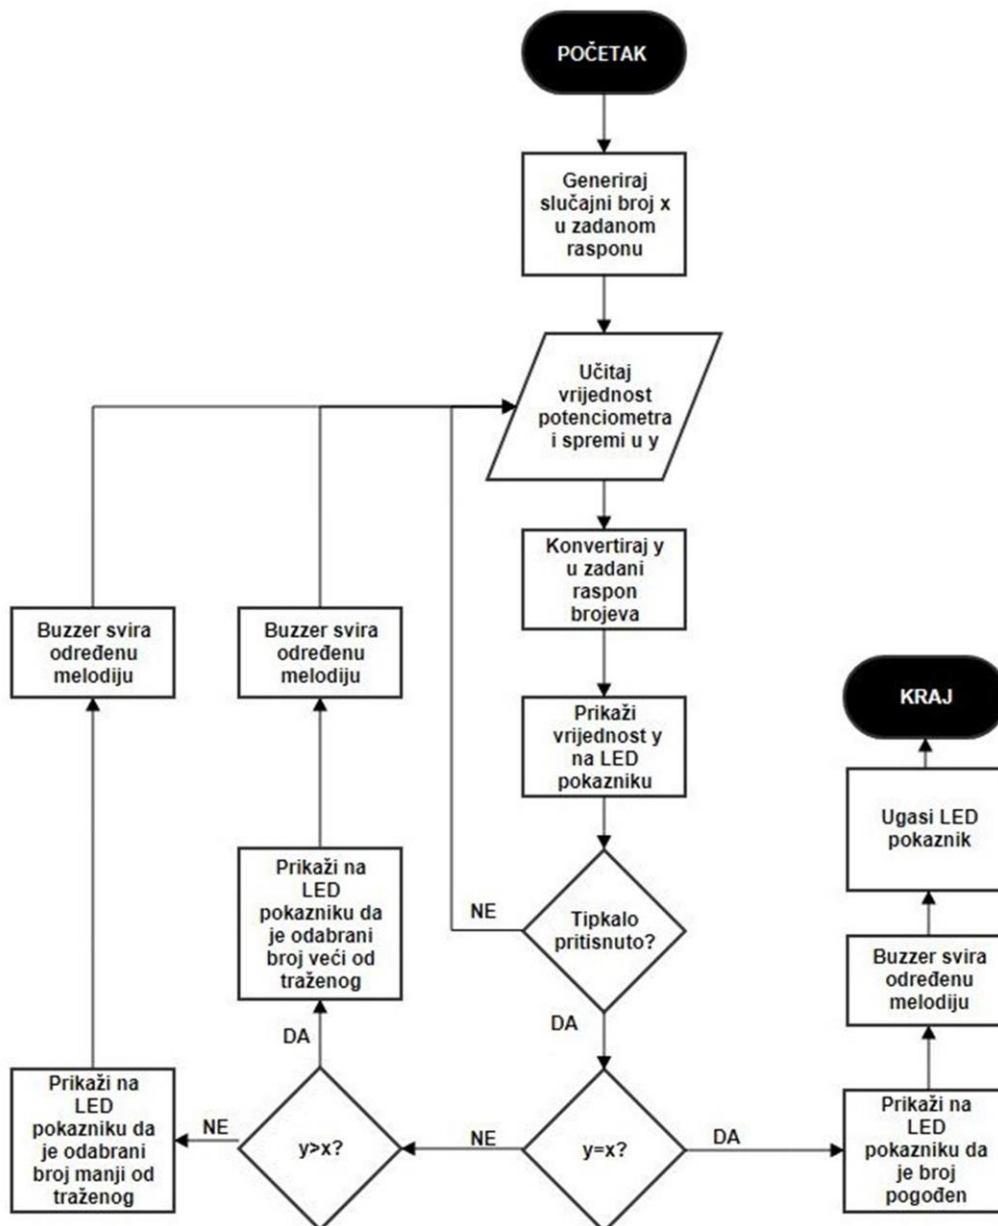 POČETAK
Generiraj
slučajni broj x
u zadanom
rasponu
Učitaj
vrijednost
potenciometra
i spremi u y
Konvertiraj y
u zadani
raspon
brojeva
Buzzer svira
određenu
melodiju
Buzzer svira
određenu
melodiju
Prikaži
vrijednost y
na LED
pokazniku
KRAJ
Ugasi LED
pokaznik
Prikaži na
LED
pokazniku da
je odabrani
broj veći od
traženog
NE
Tipkalo
pritisnuto?
Buzzer svira
određenu
melodiju
DA
DA
Prikaži na
LED
pokazniku da
je odabrani
broj manji od
traženog
NE
y>x?
NE
y=x?
DA
Prikaži na
LED
pokazniku da
je broj
pogođen